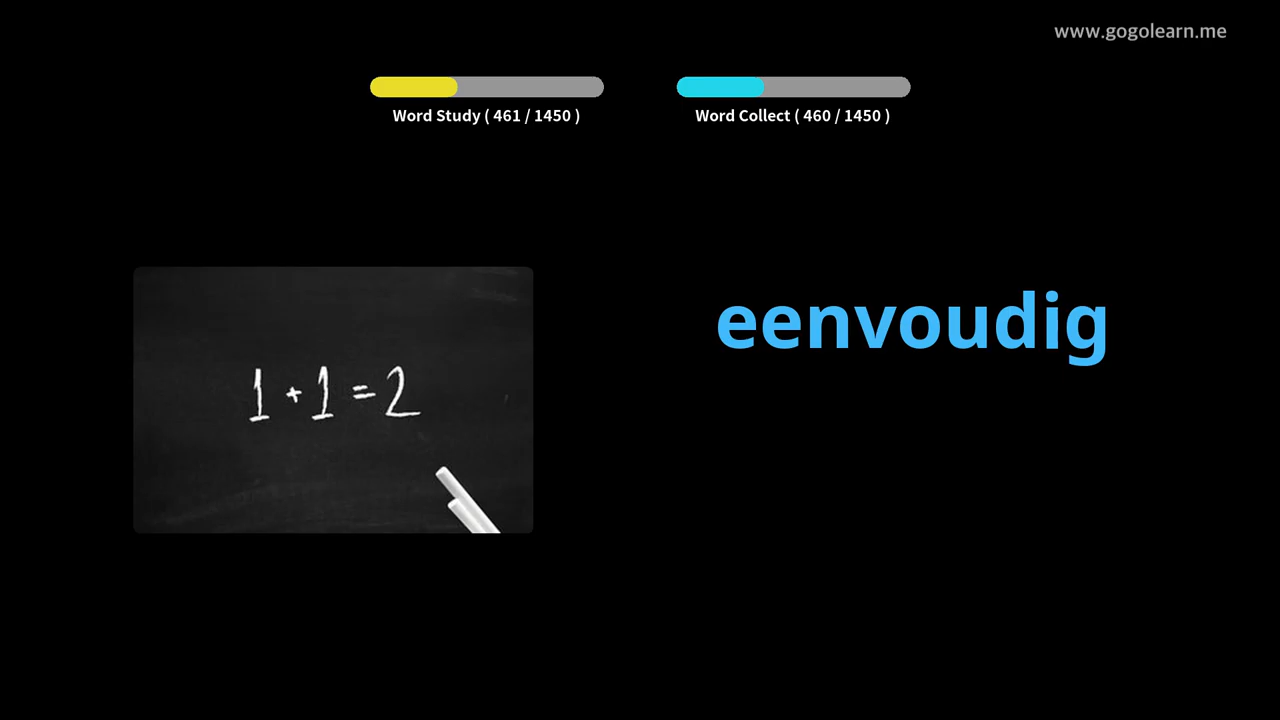 www.gogolearn.me
Word Study ( 461 / 1450 )
Word Collect ( 460 / 1450 )
eenvoudig
1 + 1 = 2